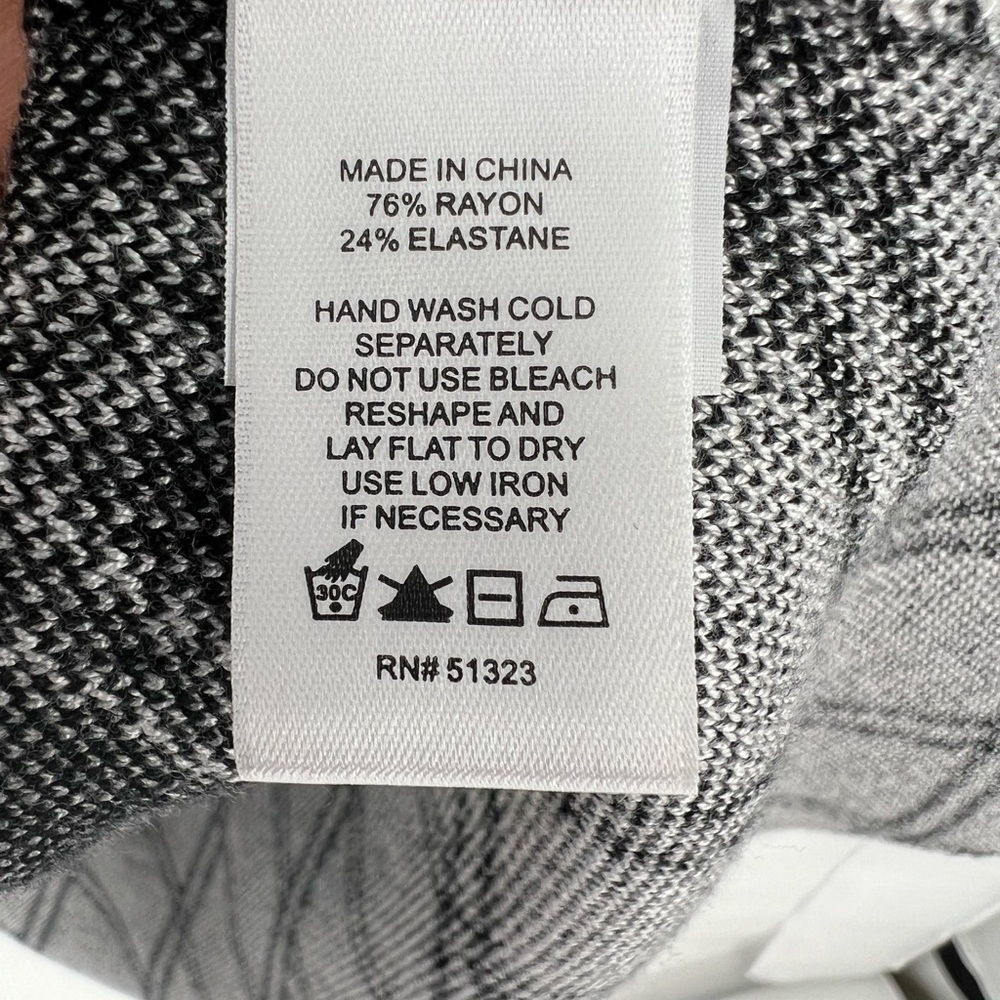 MADE IN CHINA
76% RAYON
24% ELASTANE
HAND WASH COLD
SEPARATELY
DO NOT USE BLEACH
RESHAPE AND
LAY FLAT TO DRY
USE LOW IRON
IF NECESSARY
30C
RN# 51323